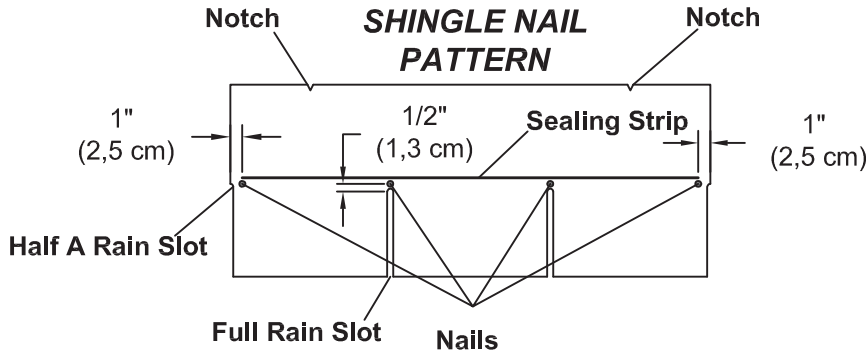 SHINGLE NAIL
PATTERN
Notch
Notch
1"
(2,5 cm)
1/2"
(1,3 cm)
Sealing Strip
1"
(2,5 cm)
Half A Rain Slot
Full Rain Slot
Nails